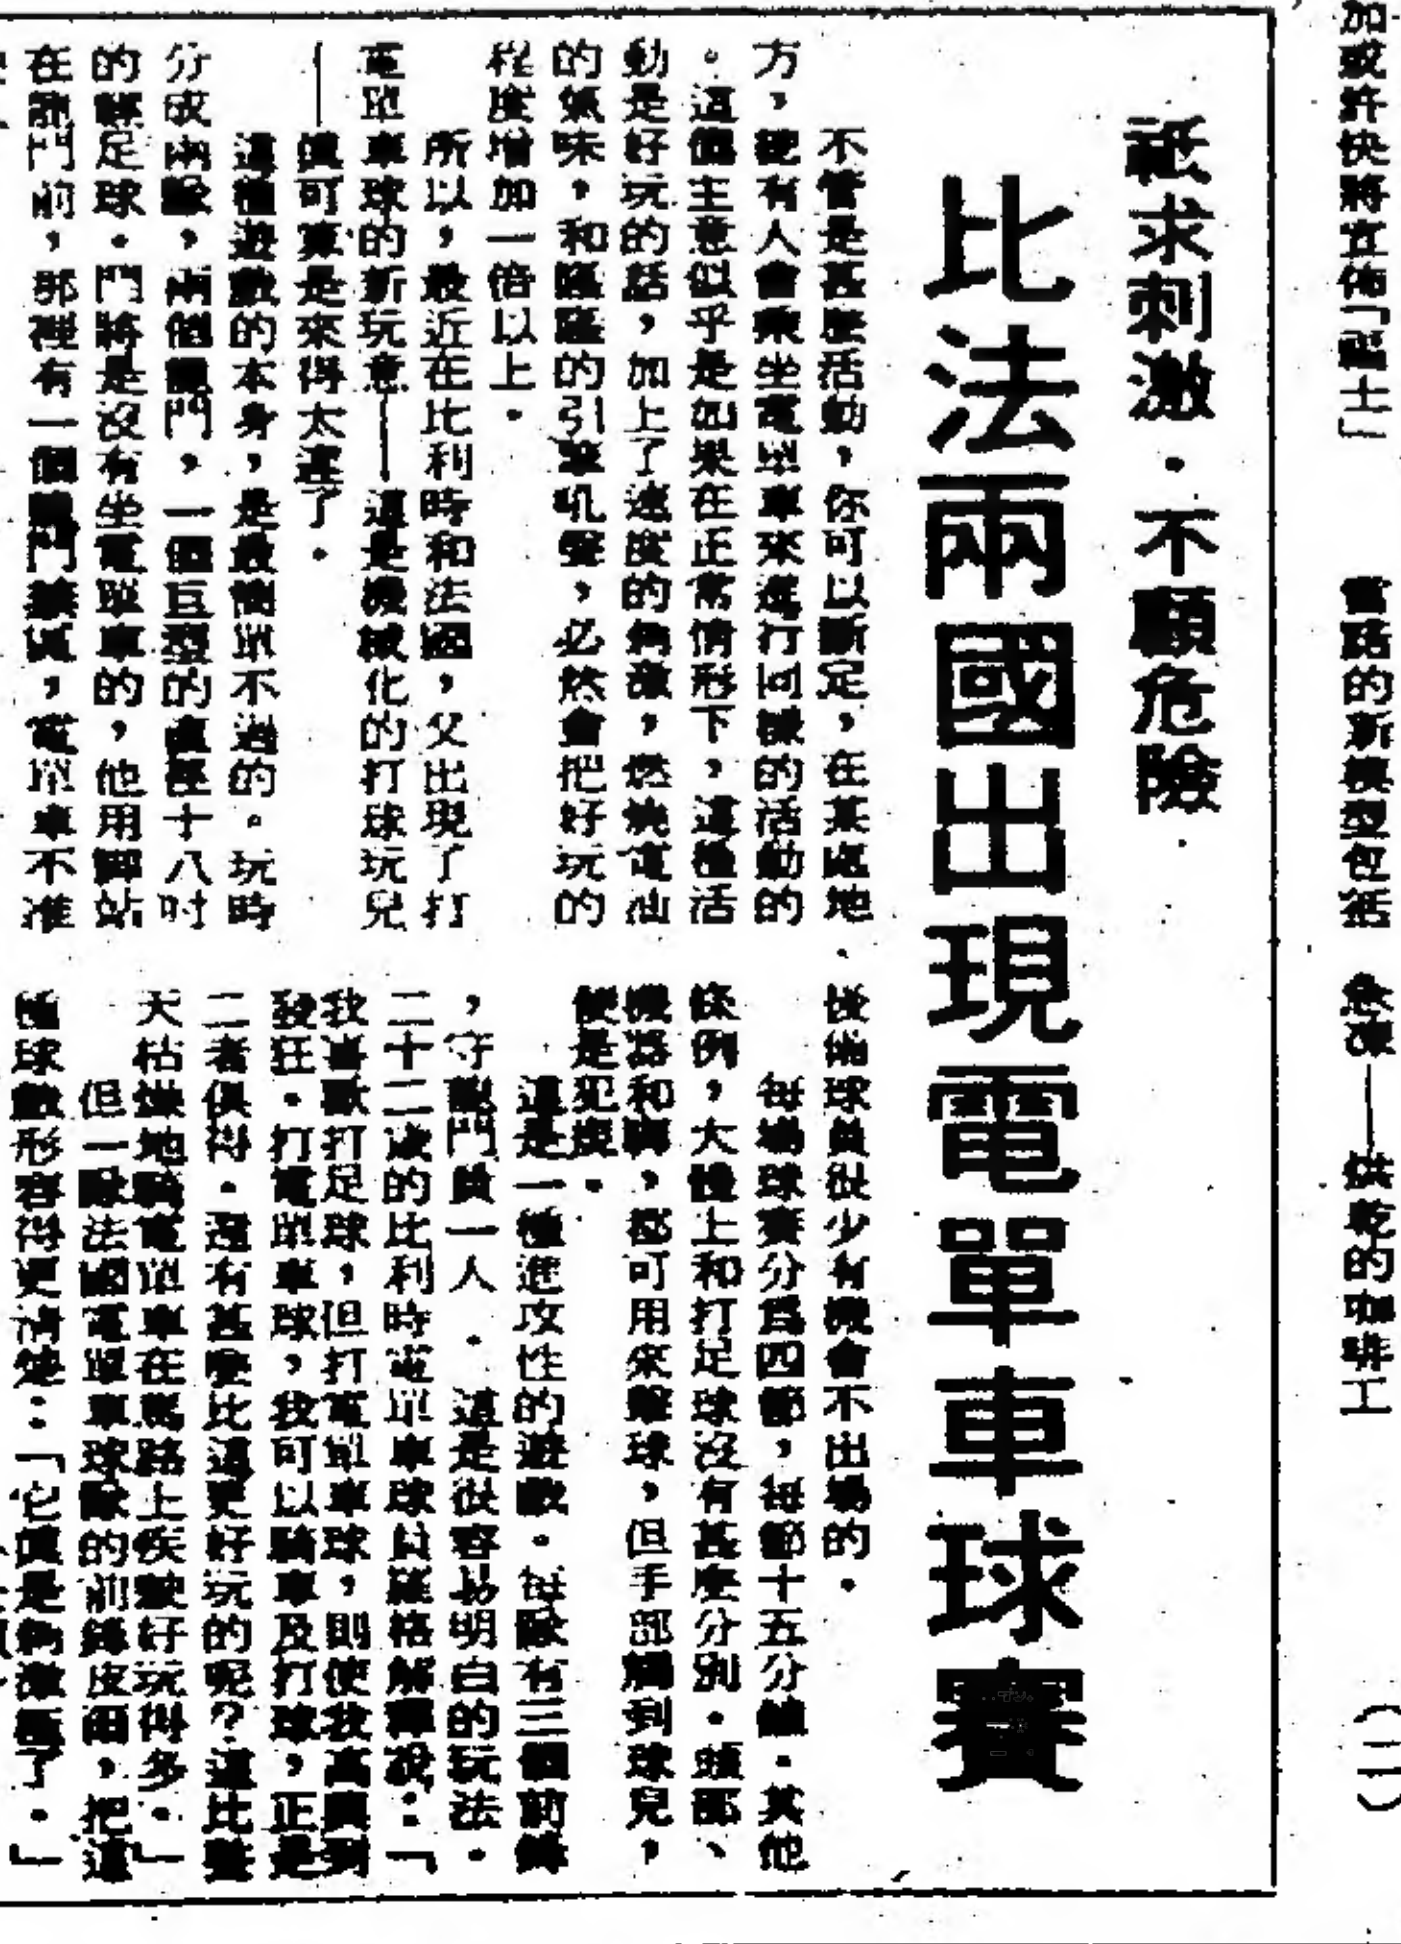 祇求刺激．不顧危險
比法兩國出現電單車球賽
不管是甚麼活動，你可以斷定，在某處地
方，總有人會乘坐電單車來進行同樣的活動的
。這個主意似乎是如果在正常情形下，這種活
動是好玩的話，加上了速度的刺激，燃燒電油
的氣味，和隆隆的引擎吼聲，必然會把好玩的
程度增加一倍以上．
所以，最近在比利時和法國，又出現了打
電單車球的新玩意——這是機械化的打球玩兒
——真可算是來得太遲了．
這種遊戲的本身，是最簡單不過的。玩時
分成兩隊，兩個龍門，一個巨型的直徑十八吋
的輕足球．門將是沒有坐電單車的，他用腳站
在龍門前，那裡有一個龍門禁區，電單車不准
後備球員很少有機會不出場的．
每場球賽分爲四節，每節十五分鐘．其他
條例，大體上和打足球沒有甚麼分別．頭部、
機器和脚，都可用來擊球，但手部觸到球兒，
便是犯規．
這是一種進攻性的遊戲。每隊有三個前鋒
，守龍門員一人．這是很容易明白的玩法．
二十二歲的比利時電單車球員羅格解釋說：「
我喜歡打足球，但打電單車球，則使我高興到
發狂．打電單車球，我可以騎車及打球，正是
二者俱得．還有甚麼比這更好玩的呢？這比整
天枯燥地騎電單車在馬路上疾駛好玩得多．」
但一隊法國電單車球隊的前鋒皮田，把這
種球戲形容得更清楚：「它真是刺激極了．」
加或許快將宣佈「瑞士」
雷路的新模型包括
急凍——烘乾的咖啡工
（二）